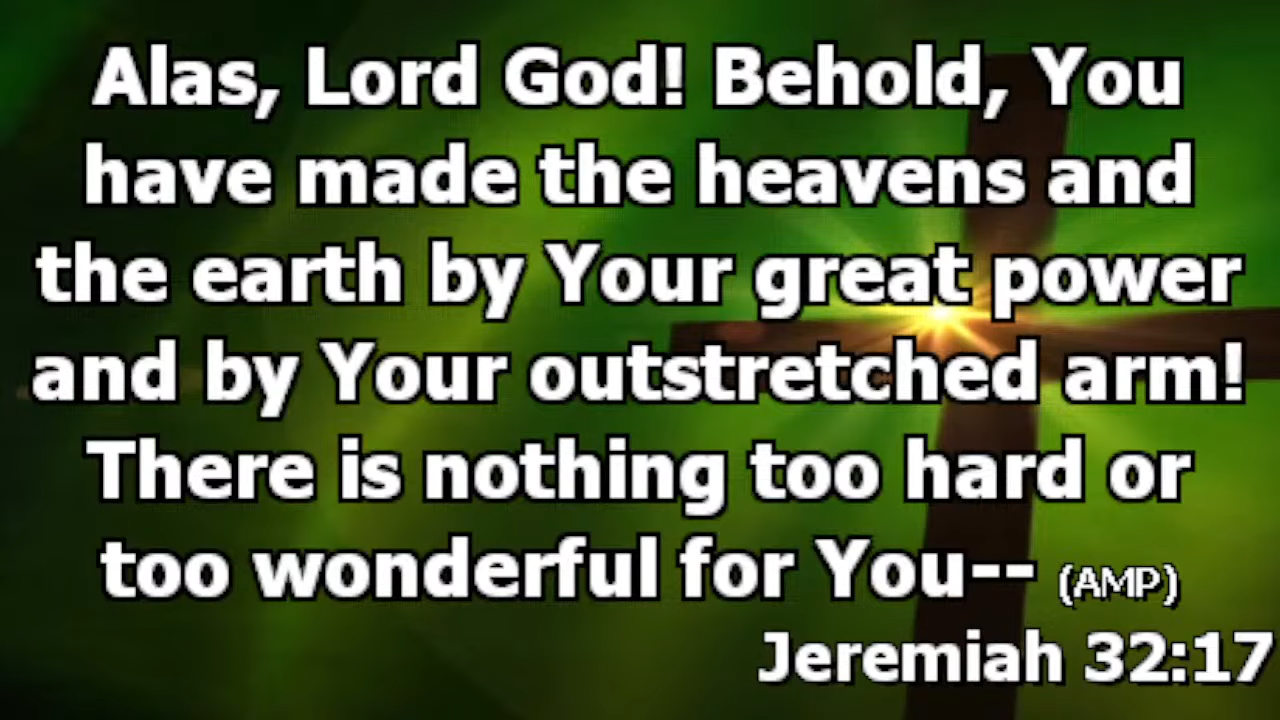 Alas, Lord God! Behold, You
have made the heavens and
the earth by Your great power
and by Your outstretched arm!
There is nothing too hard or
too wonderful for You-- (AMP)
Jeremiah 32:17